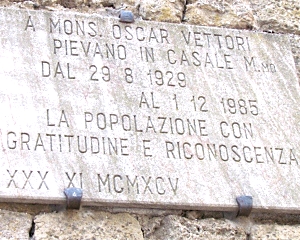 A MONS. OSCAR VETTORI
PIEVANO IN CASALE M.MO
DAL 29 8 1929
AL 1 12 1985
LA POPOLAZIONE CON
GRATITUDINE E RICONOSCENZA
XXX XI MCMXCV